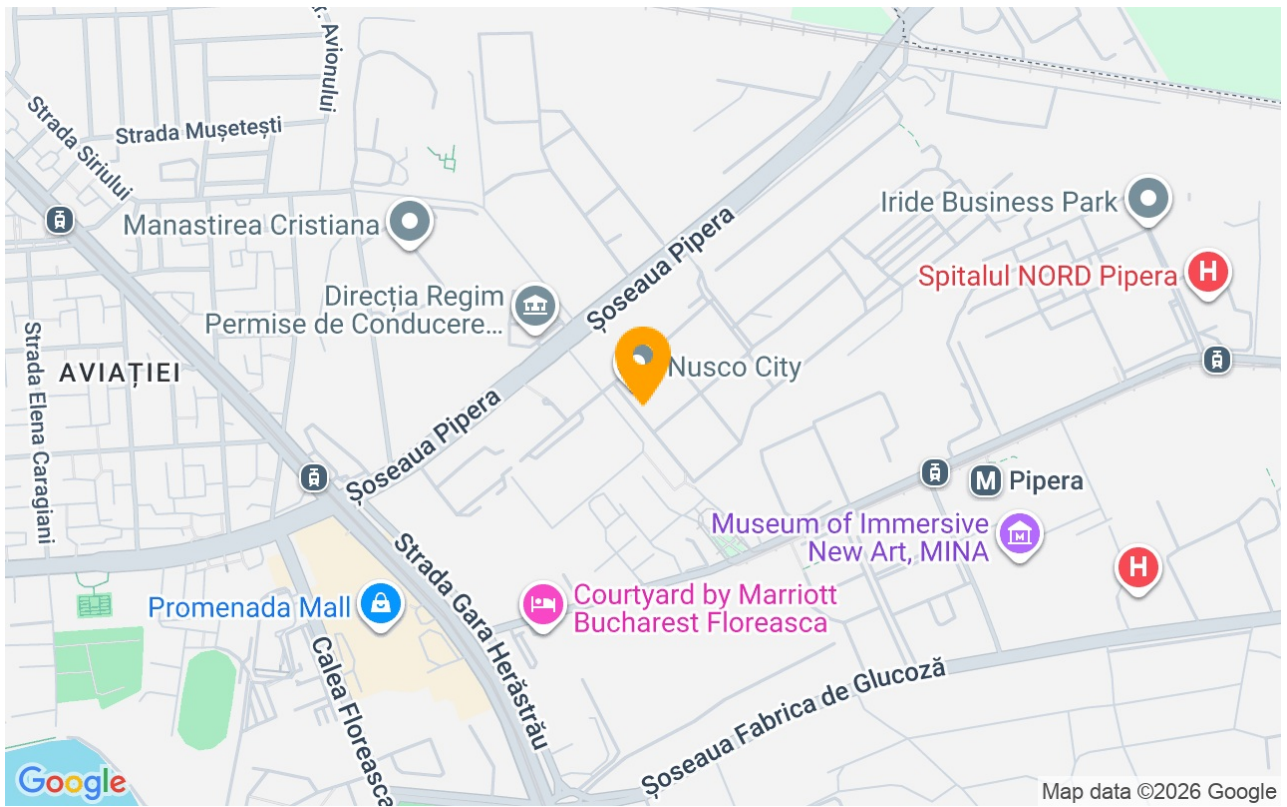 r. Avionului
Strada Mușetești
Strada Siriului
Manastirea Cristiana
Iride Business Park
Șoseaua Pipera
Spitalul NORD Pipera
H
Direcția Regim
Permise de Conducere...
Strada Elena Caragiani
AVIAȚIEI
Nusco City
Șoseaua Pipera
M Pipera
Museum of Immersive
New Art, MINA
H
Strada Gara Herăstrău
Promenada Mall
Courtyard by Marriott
Bucharest Floreasca
Calea Floreasca
Șoseaua Fabrica de Glucoză
Google
Map data ©2026 Google